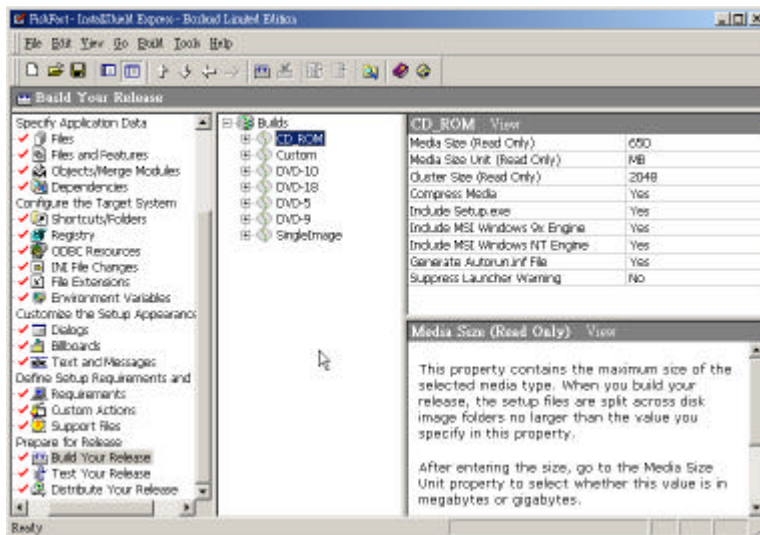 FishFact - InstallShield Express - Borland Limited Edition
File Edit View Go Build Tools Help
Build Your Release
Specify Application Data
Files
Files and Features
Objects/Merge Modules
Dependencies
Configure the Target System
Shortcuts/Folders
Registry
ODBC Resources
INI File Changes
File Extensions
Environment Variables
Customize the Setup Appearanc
Dialogs
Billboards
Text and Messages
Define Setup Requirements and
Requirements
Custom Actions
Support Files
Prepare for Release
Build Your Release
Test Your Release
Distribute Your Release
Builds
CD_ROM
Custom
DVD-10
DVD-18
DVD-5
DVD-9
SingleImage
CD_ROM View
Media Size (Read Only) 650
Media Size Unit (Read Only) MB
Cluster Size (Read Only) 2048
Compress Media Yes
Include Setup.exe Yes
Include MSI Windows 9x Engine Yes
Include MSI Windows NT Engine Yes
Generate Autorun.inf File Yes
Suppress Launcher Warning No
Media Size (Read Only) View
This property contains the maximum size of the
selected media type. When you build your
release, the setup files are split across disk
image folders no larger than the value you
specify in this property.
After entering the size, go to the Media Size
Unit property to select whether this value is in
megabytes or gigabytes.
Ready